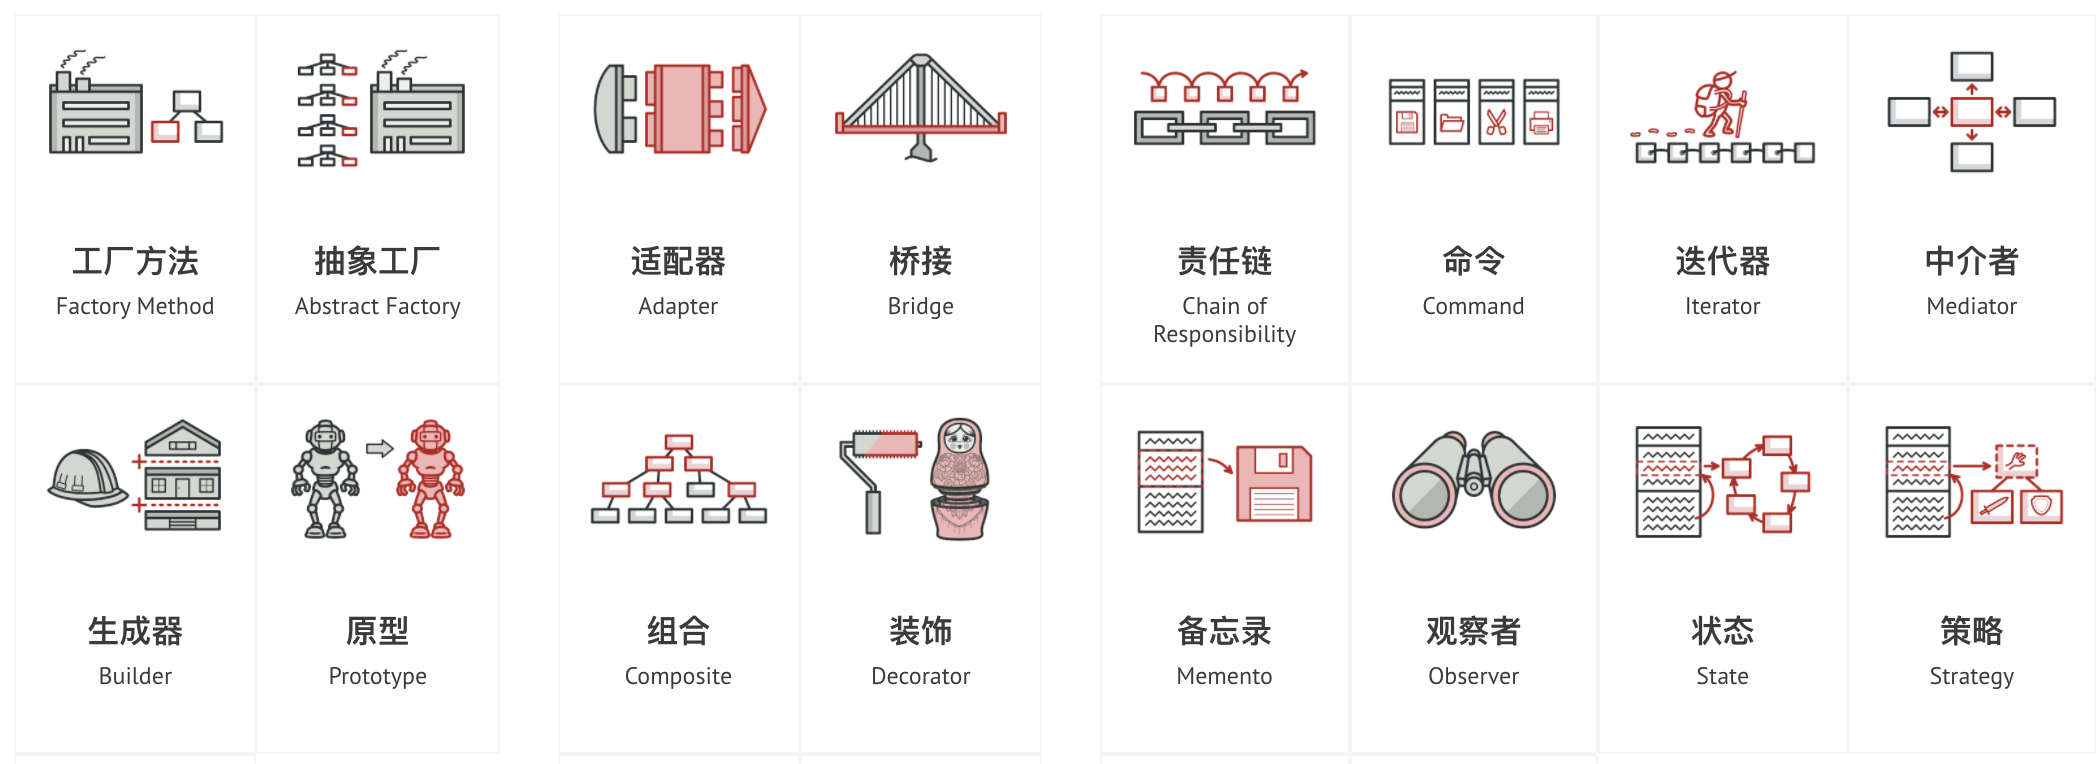 工厂方法
Factory Method
抽象工厂
Abstract Factory
适配器
Adapter
桥接
Bridge
责任链
Chain of
Responsibility
命令
Command
迭代器
Iterator
中介者
Mediator
生成器
Builder
原型
Prototype
组合
Composite
装饰
Decorator
备忘录
Memento
观察者
Observer
状态
State
策略
Strategy